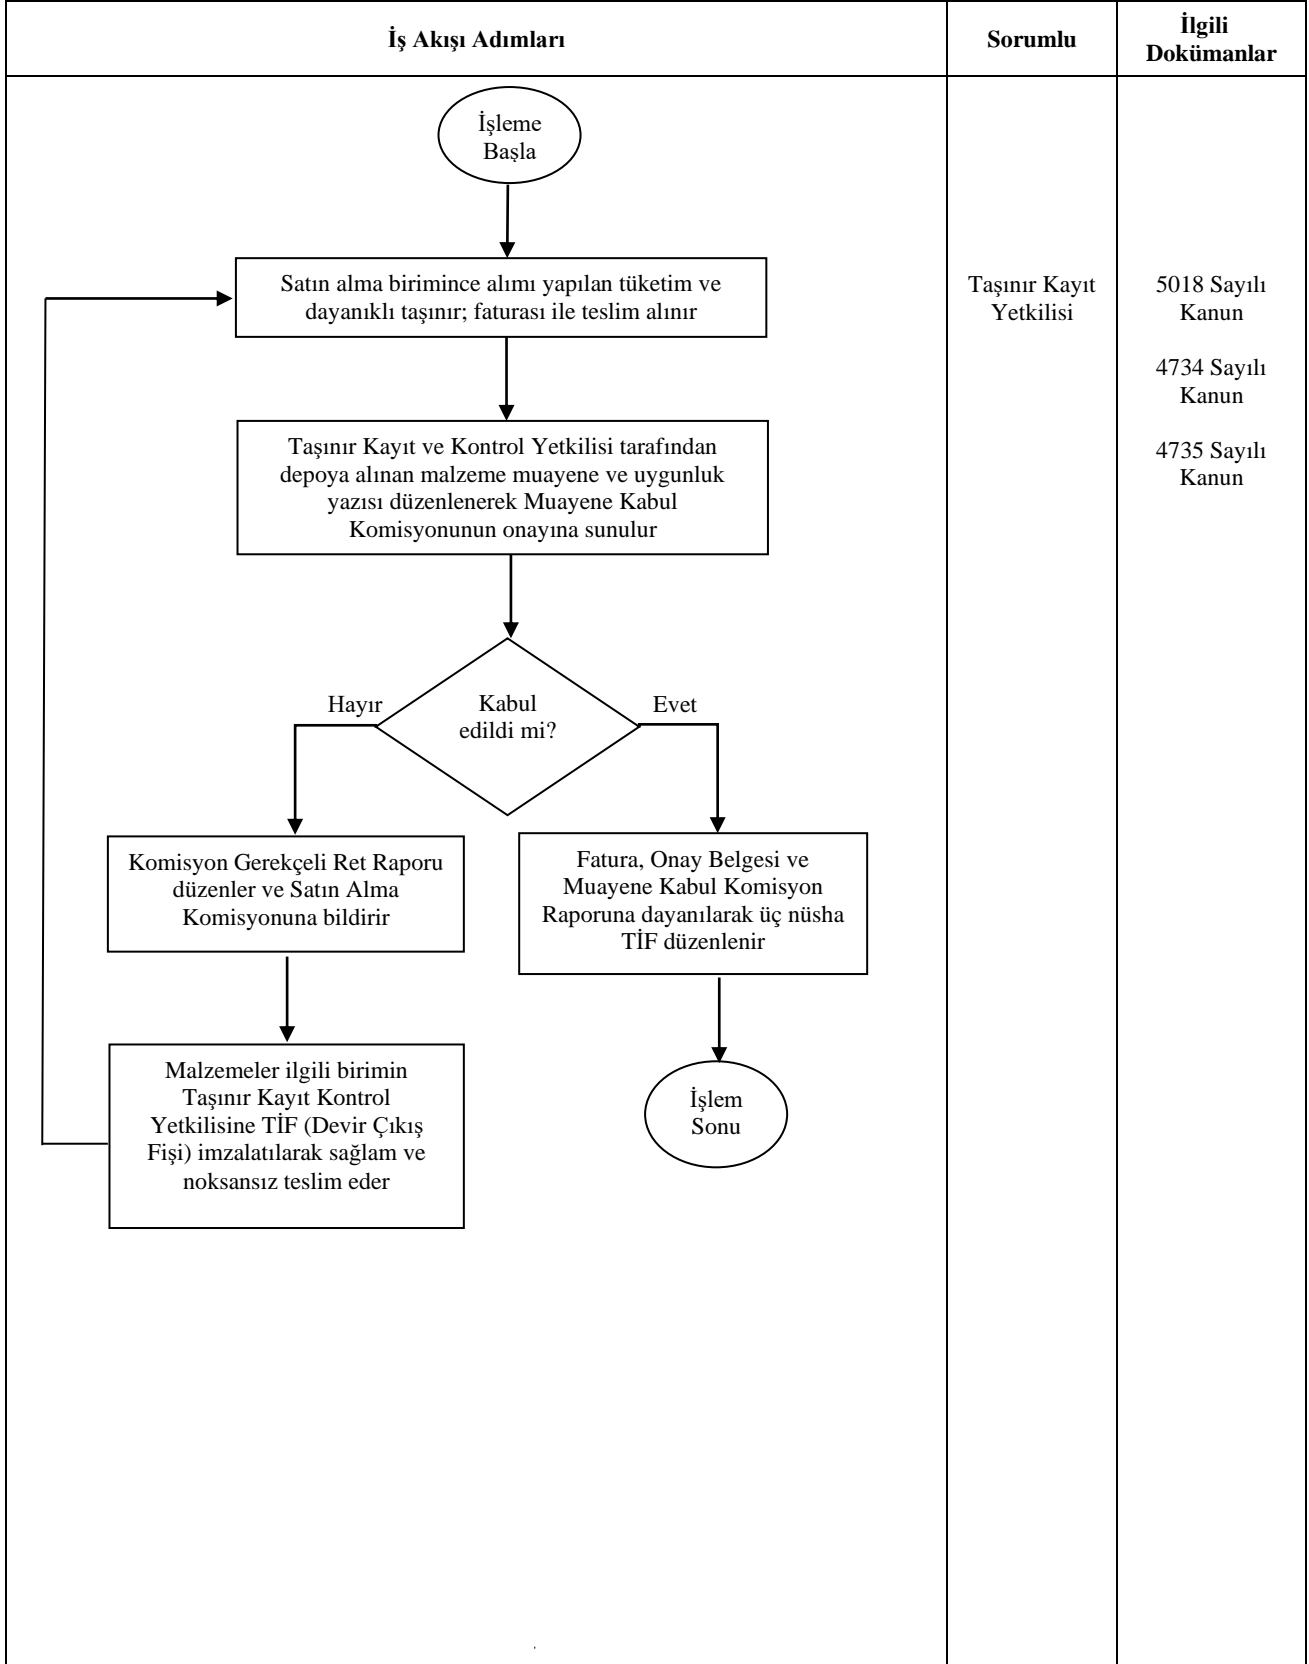 İş Akışı Adımları
Sorumlu
İlgili
Dokümanlar
İşleme
Başla
Satın alma birimince alımı yapılan tüketim ve
dayanıklı taşınır; faturası ile teslim alınır
Taşınır Kayıt
Yetkilisi
5018 Sayılı
Kanun
4734 Sayılı
Kanun
4735 Sayılı
Kanun
Taşınır Kayıt ve Kontrol Yetkilisi tarafından
depoya alınan malzeme muayene ve uygunluk
yazısı düzenlenerek Muayene Kabul
Komisyonunun onayına sunulur
Hayır
Kabul
edildi mi?
Evet
Komisyon Gerekçeli Ret Raporu
düzenler ve Satın Alma
Komisyonuna bildirir
Fatura, Onay Belgesi ve
Muayene Kabul Komisyon
Raporuna dayanılarak üç nüsha
TİF düzenlenir
Malzemeler ilgili birimin
Taşınır Kayıt Kontrol
Yetkilisine TİF (Devir Çıkış
Fişi) imzalatılarak sağlam ve
noksansız teslim eder
İşlem
Sonu